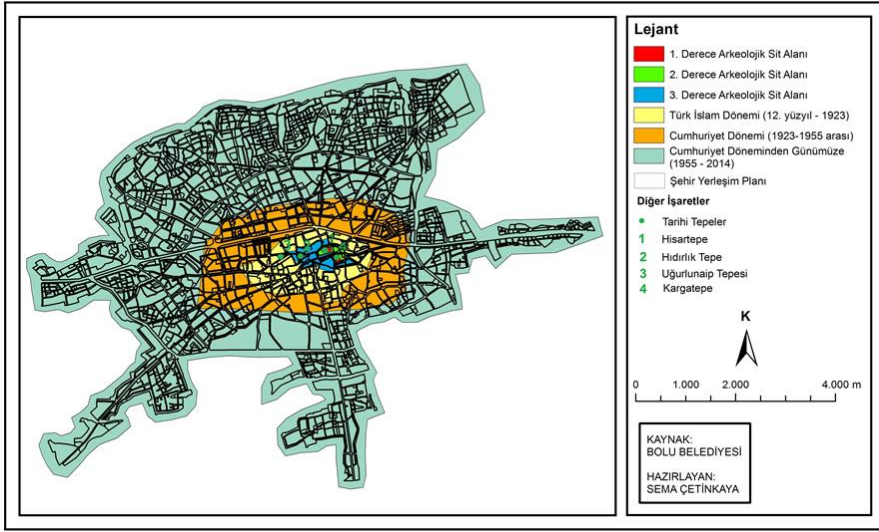 Lejant
1. Derece Arkeolojik Sit Alanı
2. Derece Arkeolojik Sit Alanı
3. Derece Arkeolojik Sit Alanı
Türk İslam Dönemi (12. yüzyıl - 1923)
Cumhuriyet Dönemi (1923-1955 arası)
Cumhuriyet Döneminden Günümüze
(1955 - 2014)
Şehir Yerleşim Planı
Diğer İşaretler
Tarihi Tepeler
1 Hisartepe
2 Hıdırlık Tepe
3 Uğurlunaip Tepesi
4 Kargatepe
K
0 1.000 2.000 4.000 m
KAYNAK:
BOLU BELEDİYESİ
HAZIRLAYAN:
SEMA ÇETİNKAYA